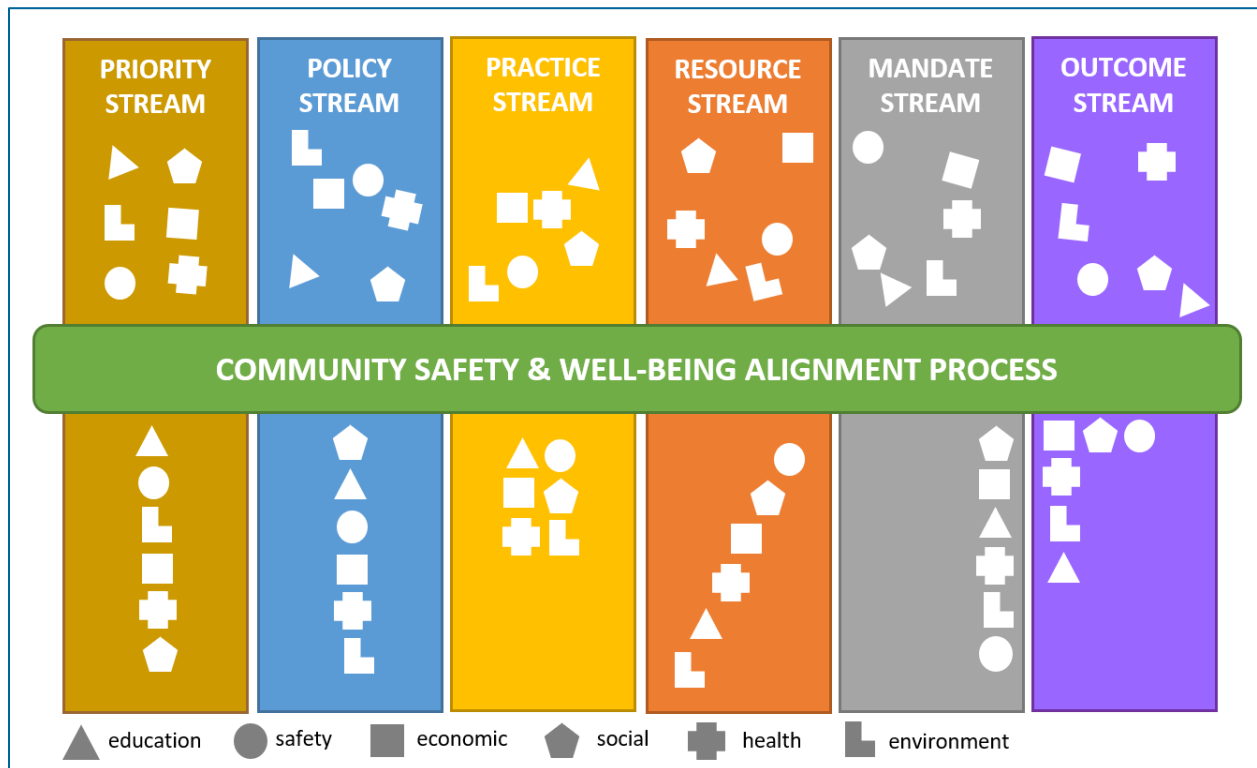 PRIORITY
STREAM
POLICY
STREAM
PRACTICE
STREAM
RESOURCE
STREAM
MANDATE
STREAM
OUTCOME
STREAM
COMMUNITY SAFETY & WELL-BEING ALIGNMENT PROCESS
education
safety
economic
social
health
environment